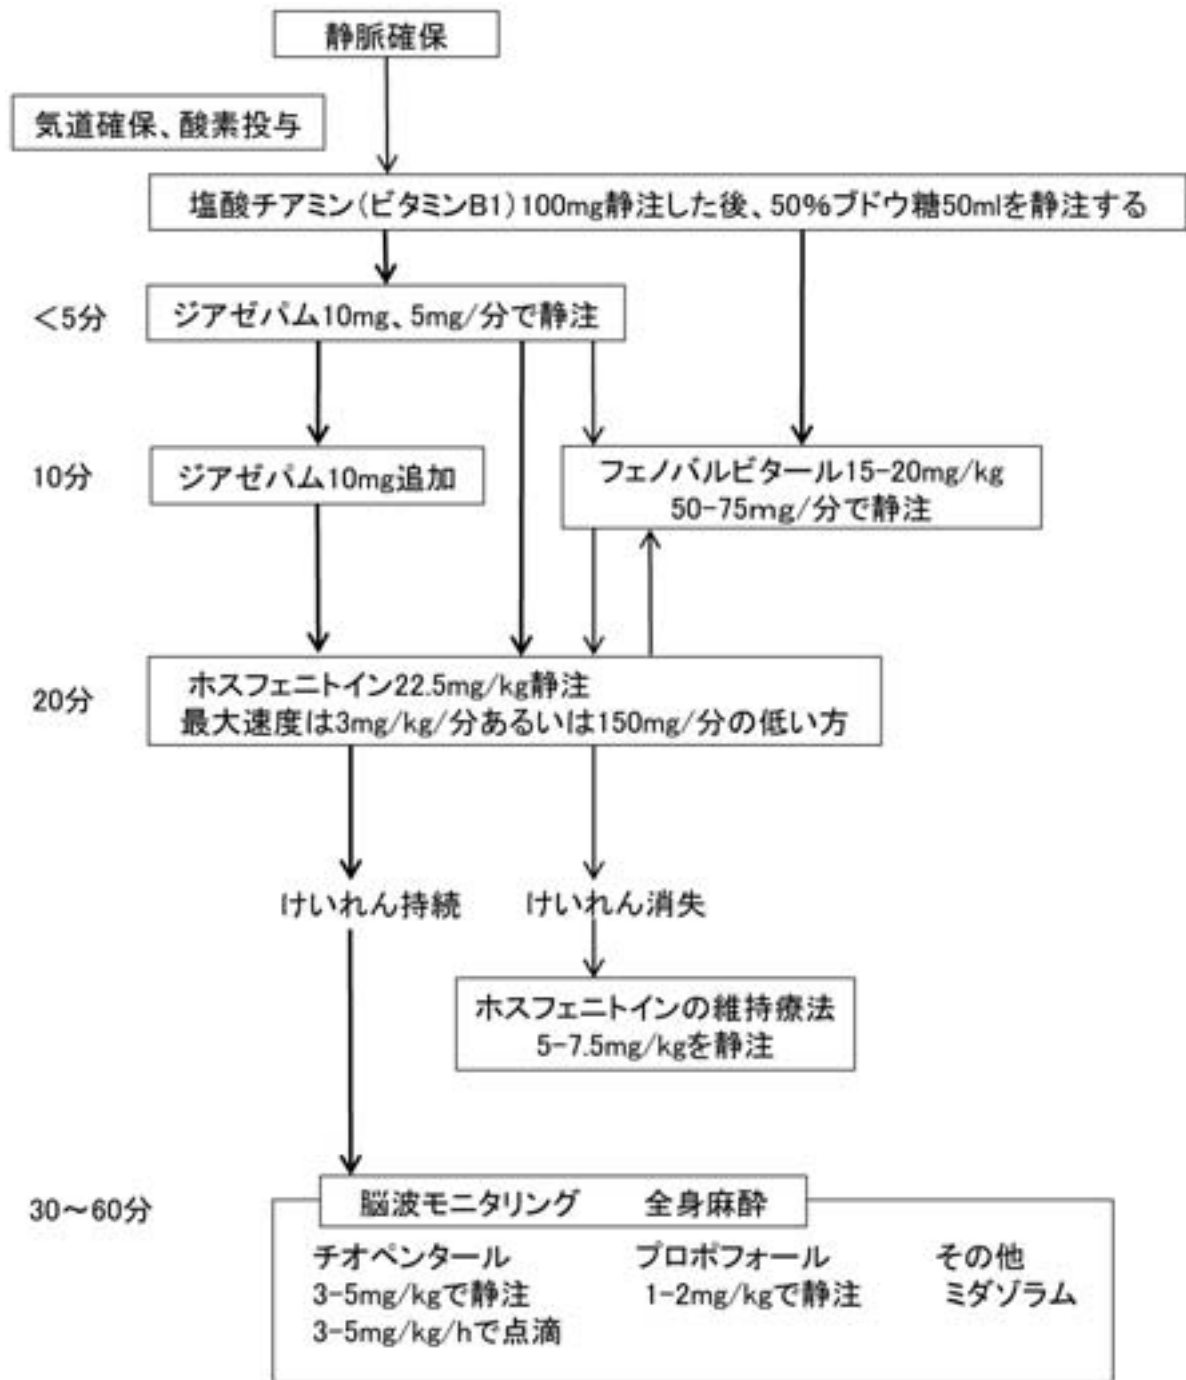 静脈確保
気道確保、酸素投与
塩酸チアミン(ビタミンB1)100mg静注した後、50%ブドウ糖50mlを静注する
<5分
ジアゼパム10mg、5mg/分で静注
10分
ジアゼパム10mg追加
フェノバルビタール15-20mg/kg
50-75mg/分で静注
20分
ホスフェニトイン22.5mg/kg静注
最大速度は3mg/kg/分あるいは150mg/分の低い方
けいれん持続
けいれん消失
ホスフェニトインの維持療法
5-7.5mg/kgを静注
30~60分
脳波モニタリング 全身麻酔
チオペンタール
3-5mg/kgで静注
3-5mg/kg/hで点滴
プロポフォール
1-2mg/kgで静注
その他
ミダゾラム